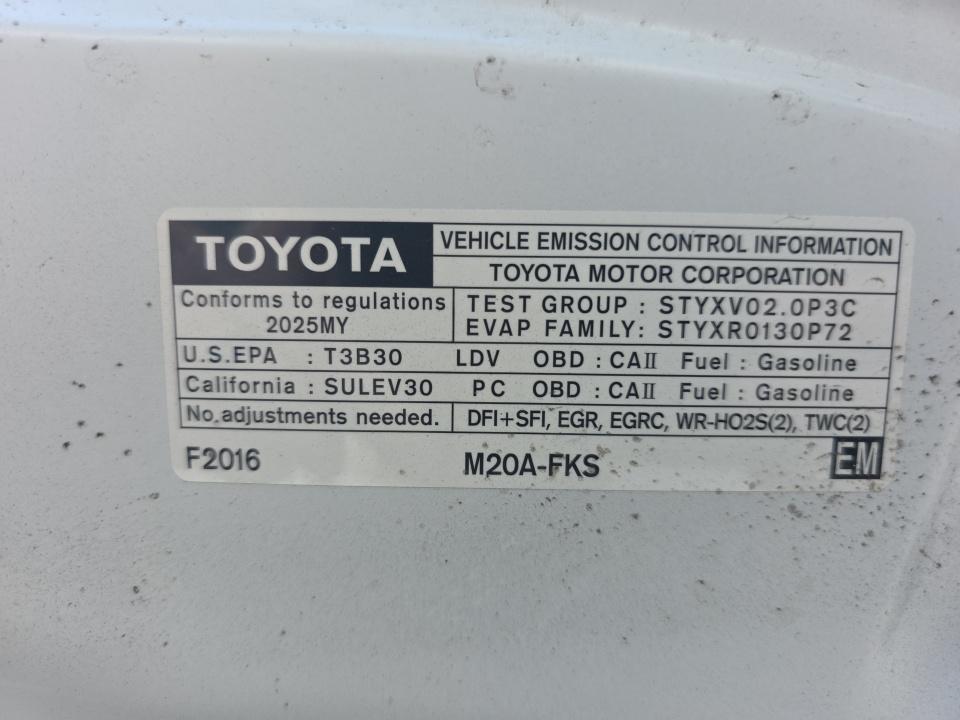 TOYOTA
VEHICLE EMISSION CONTROL INFORMATION
TOYOTA MOTOR CORPORATION
Conforms to regulations
2025MY
TEST GROUP : STYXV02.0P3C
EVAP FAMILY: STYXR0130P72
U.S.EPA : T3B30 LDV OBD : CAII Fuel : Gasoline
California : SULEV30 PC OBD : CAII Fuel : Gasoline
No adjustments needed.
DFI+SFI, EGR, EGRC, WR-HO2S(2), TWC(2)
F2016
M20A-FKS
EM